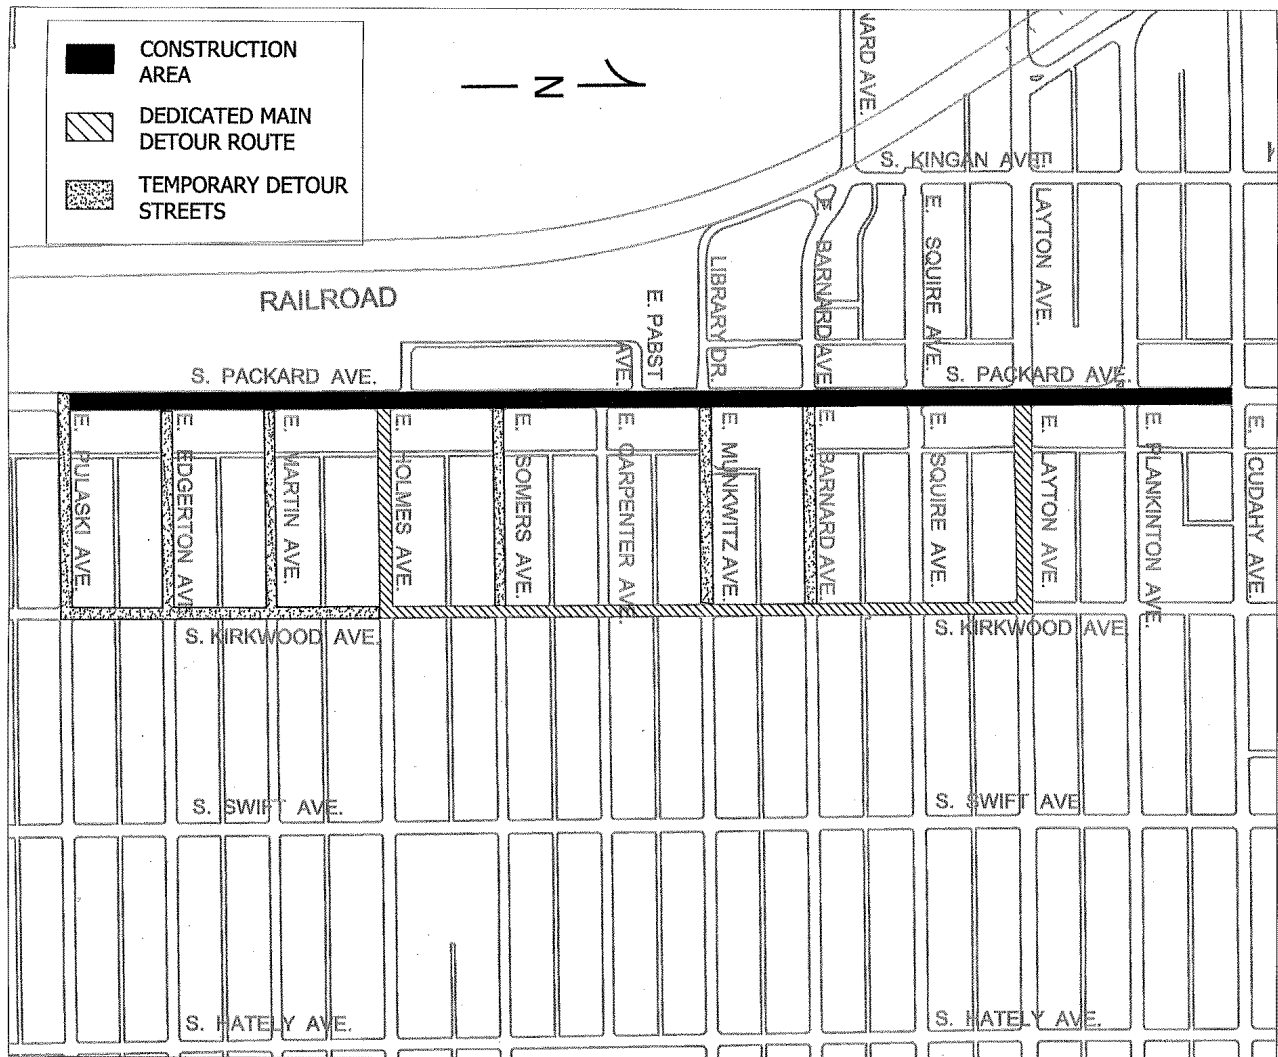 CONSTRUCTION
AREA
DEDICATED MAIN
DETOUR ROUTE
TEMPORARY DETOUR
STREETS
N
NARD AVE.
S. KINGAN AVE.
E. LAYTON AVE.
E. SQUIRE AVE.
E. BARNARD AVE
LIBRARY DR.
E. PABST
AVE.
RAILROAD
S. PACKARD AVE.
S. PACKARD AVE.
E. PULASKI AVE.
E. EDGERTON AVE
E. MARTIN AVE.
E. HOLMES AVE.
E. SOMERS AVE.
E. CARPENTER AVE.
E. MUNKWITZ AVE.
E. BARNARD AVE.
E. SQUIRE AVE.
E. LAYTON AVE.
E. PLANKINTON AVE.
E. CUDAHY AVE.
S. KIRKWOOD AVE.
S. KIRKWOOD AVE.
S. SWIFT AVE.
S. SWIFT AVE
S. HATELY AVE.
S. HATELY AVE.